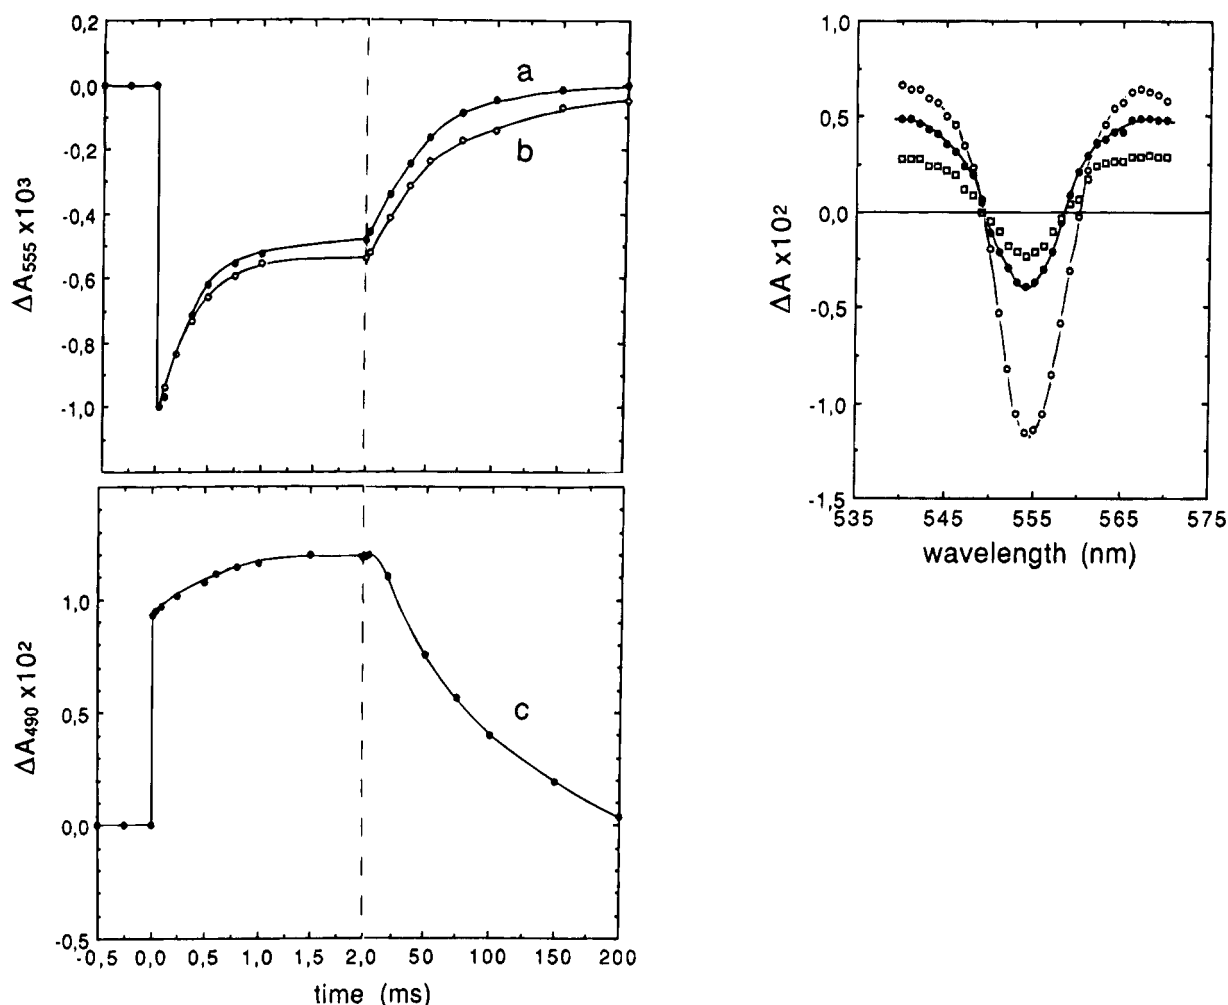 0,2
0,0
-0,2
-0,4
-0,6
-0,8
-1,0
ΔA555 x10³
a
b
1,0
0,5
0,0
-0,5
ΔA490 x10²
c
-0,5 0,0 0,5 1,0 1,5 2,0 50 100 150 200
time (ms)
1,0
0,5
0,0
-0,5
-1,0
-1,5
ΔA x10²
535 545 555 565 575
wavelength (nm)